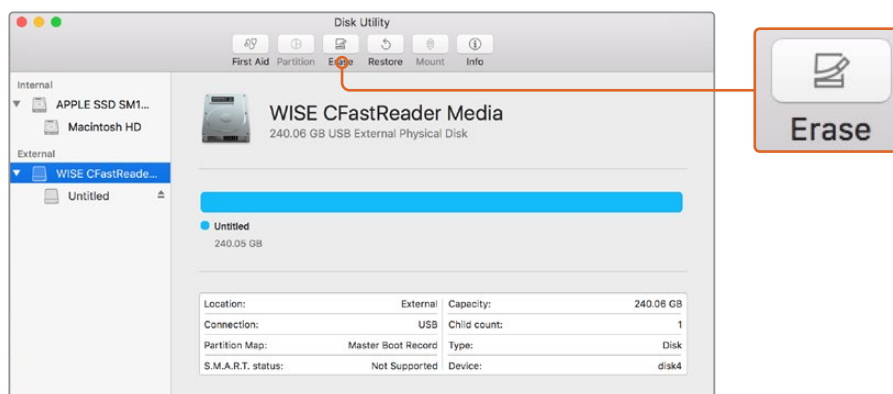 Disk Utility
First Aid Partition Erase Restore Mount Info
Erase
Internal
APPLE SSD SM1...
Macintosh HD
External
WISE CFastReade...
Untitled
WISE CFastReader Media
240.06 GB USB External Physical Disk
Untitled
240.05 GB
Location: External Capacity: 240.06 GB
Connection: USB Child count: 1
Partition Map: Master Boot Record Type: Disk
S.M.A.R.T. status: Not Supported Device: disk4